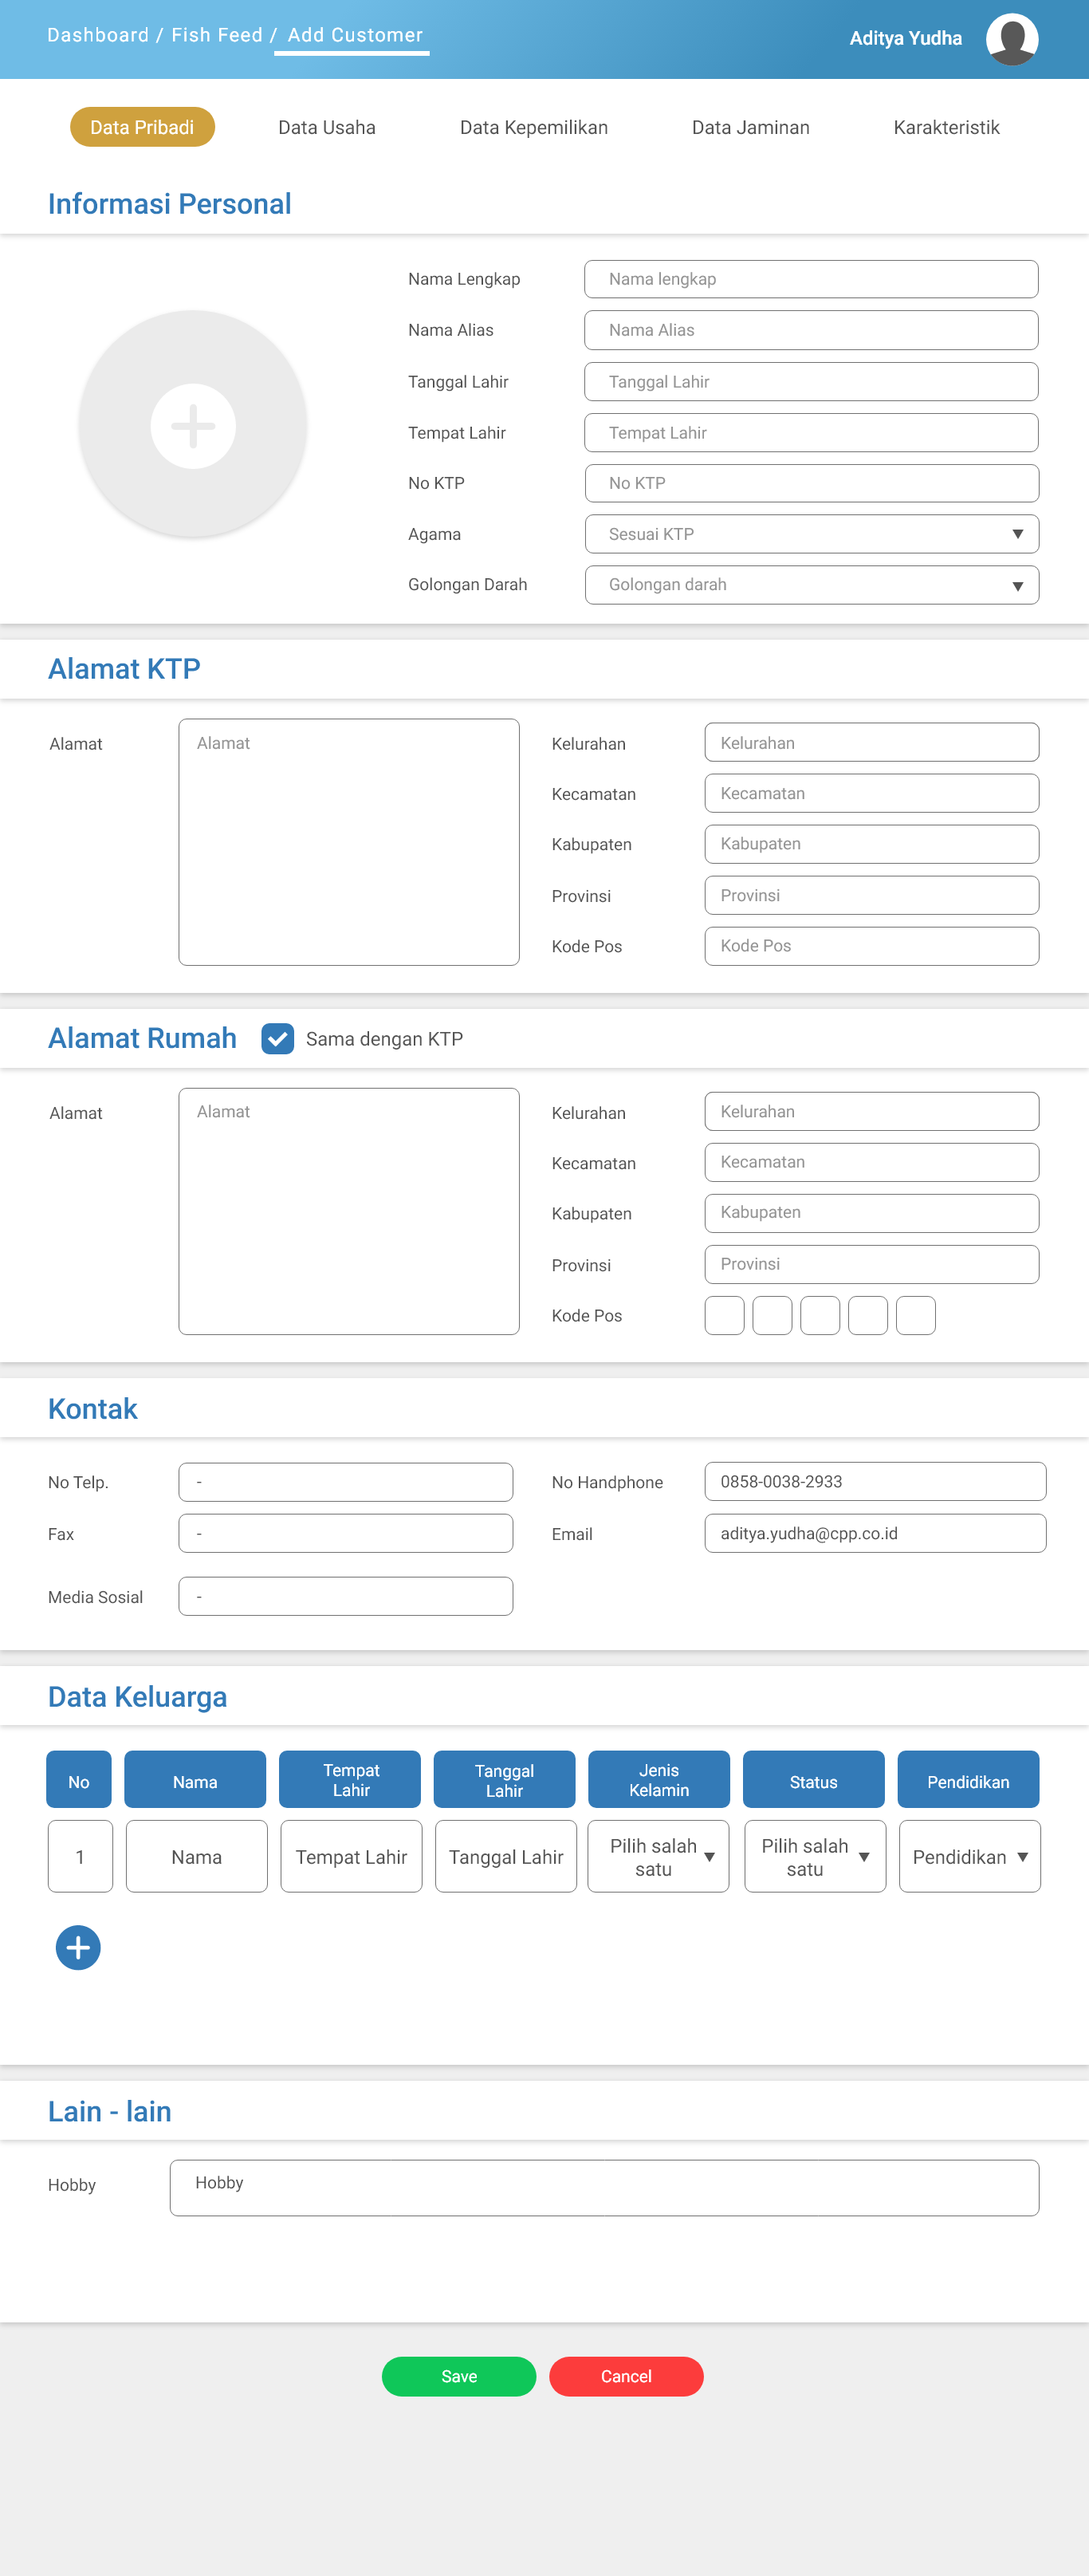 Dashboard / Fish Feed / Add Customer
Aditya Yudha
Data Pribadi
Data Usaha
Data Kepemilikan
Data Jaminan
Karakteristik
Informasi Personal
Nama Lengkap
Nama lengkap
Nama Alias
Nama Alias
Tanggal Lahir
Tanggal Lahir
Tempat Lahir
Tempat Lahir
No KTP
No KTP
Agama
Sesuai KTP
Golongan Darah
Golongan darah
Alamat KTP
Alamat
Alamat
Kelurahan
Kelurahan
Kecamatan
Kecamatan
Kabupaten
Kabupaten
Provinsi
Provinsi
Kode Pos
Kode Pos
Alamat Rumah
Sama dengan KTP
Alamat
Alamat
Kelurahan
Kelurahan
Kecamatan
Kecamatan
Kabupaten
Kabupaten
Provinsi
Provinsi
Kode Pos
Kontak
No Telp.
-
No Handphone
0858-0038-2933
Fax
-
Email
aditya.yudha@cpp.co.id
Media Sosial
-
Data Keluarga
No
Nama
Tempat
Lahir
Tanggal
Lahir
Jenis
Kelamin
Status
Pendidikan
1
Nama
Tempat Lahir
Tanggal Lahir
Pilih salah
satu
Pilih salah
satu
Pendidikan
Lain - lain
Hobby
Hobby
Save
Cancel